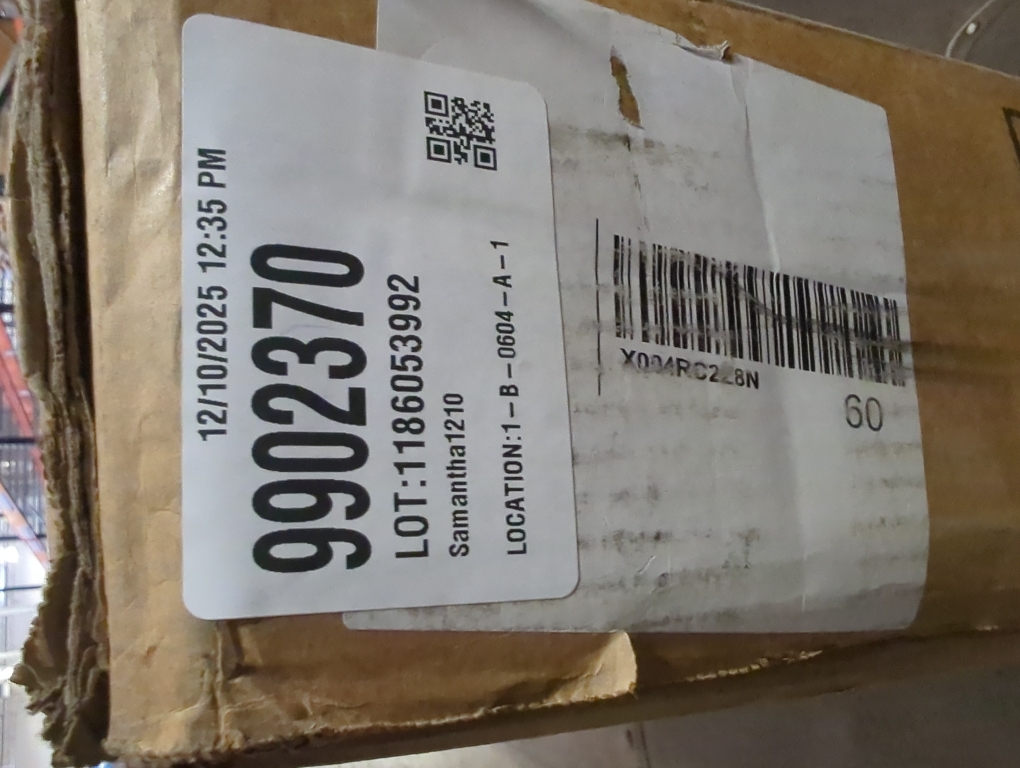 12/10/2025 12:35 PM
9902370
LOT:1186053992
Samantha1210
LOCATION:1-B-0604-A-1
60